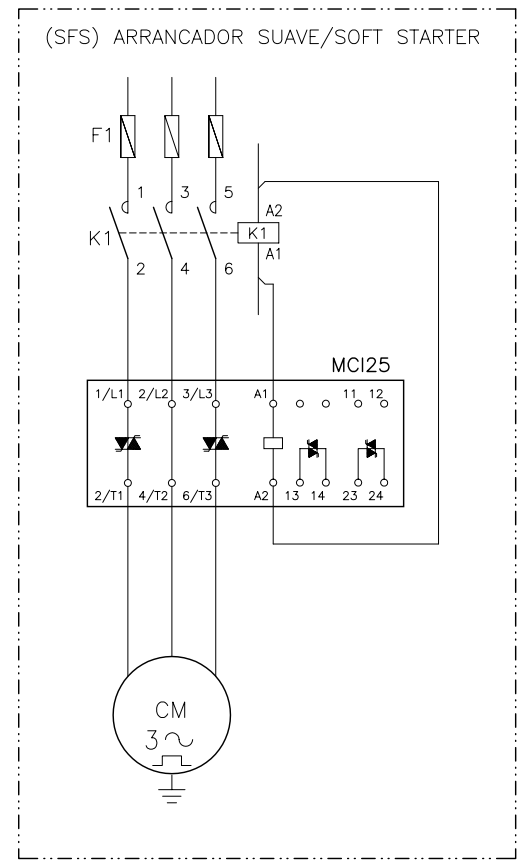 (SFS) ARRANCADOR SUAVE/SOFT STARTER
F1
1 3 5
A2
K1 K1
A1
2 4 6
MCI25
1/L1 2/L2 3/L3 A1 11 12
2/T1 4/T2 6/T3 A2 13 14 23 24
CM
3~